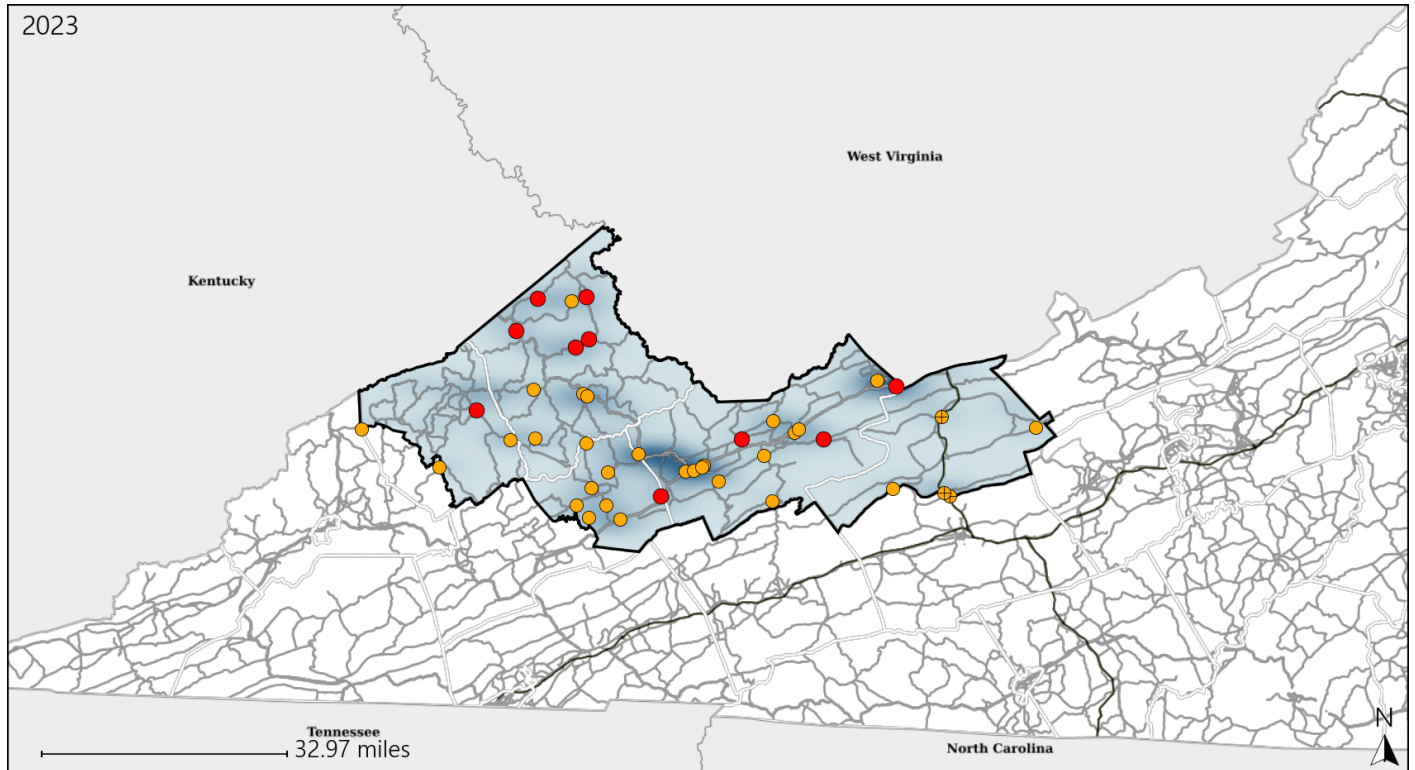 2023
West Virginia
Kentucky
Tennessee
32.97 miles
North Carolina
N